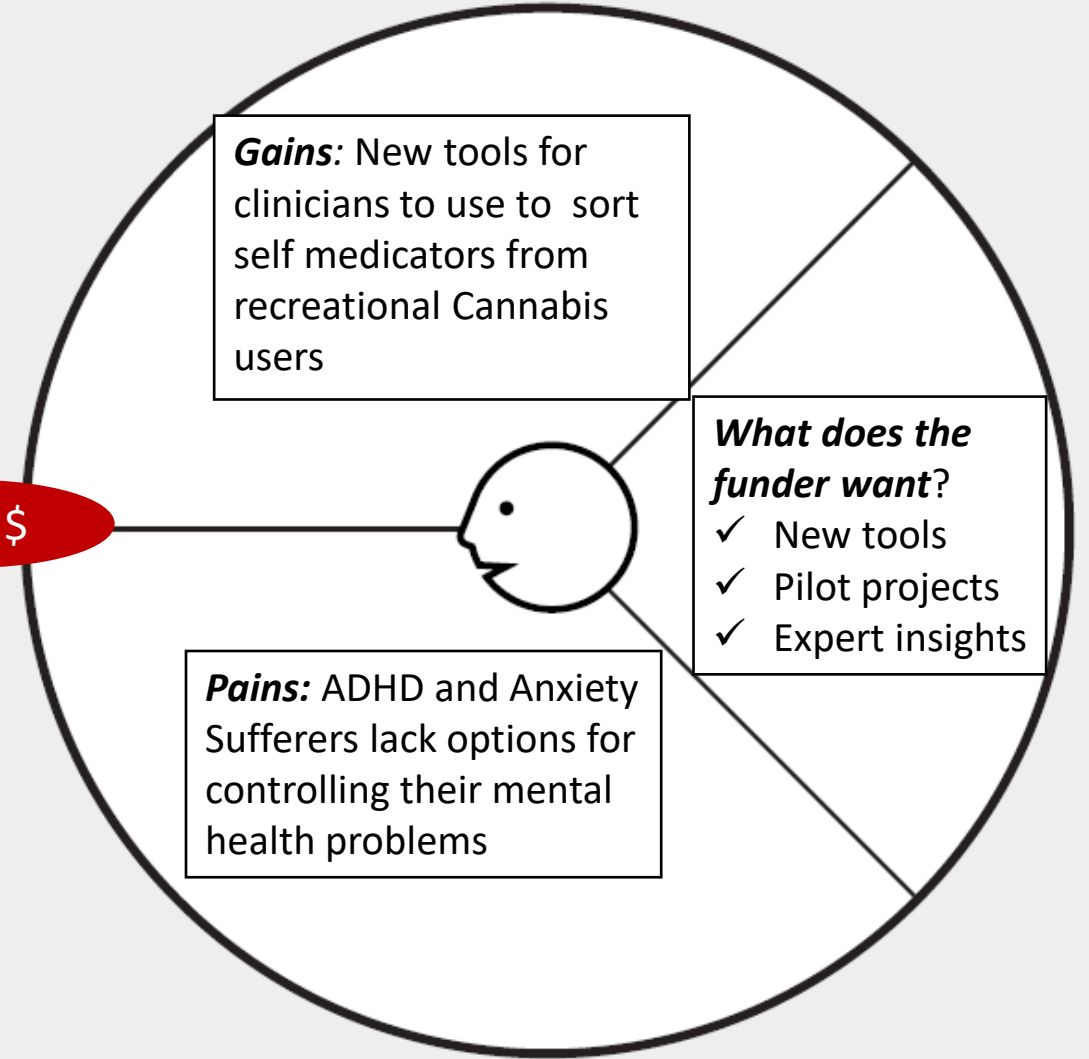 Gains: New tools for
clinicians to use to  sort
self medicators from
recreational Cannabis
users
What does the
funder want?
✓ New tools
✓ Pilot projects
✓ Expert insights
$
Pains: ADHD and Anxiety
Sufferers lack options for
controlling their mental
health problems